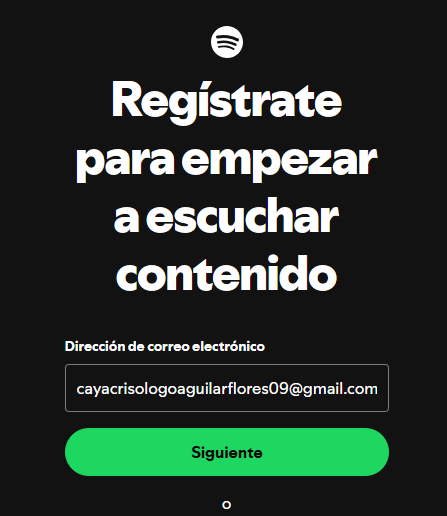 Regístrate
para empezar
a escuchar
contenido
Dirección de correo electrónico
cayacrisologoaguilarflores09@gmail.com
Siguiente
o